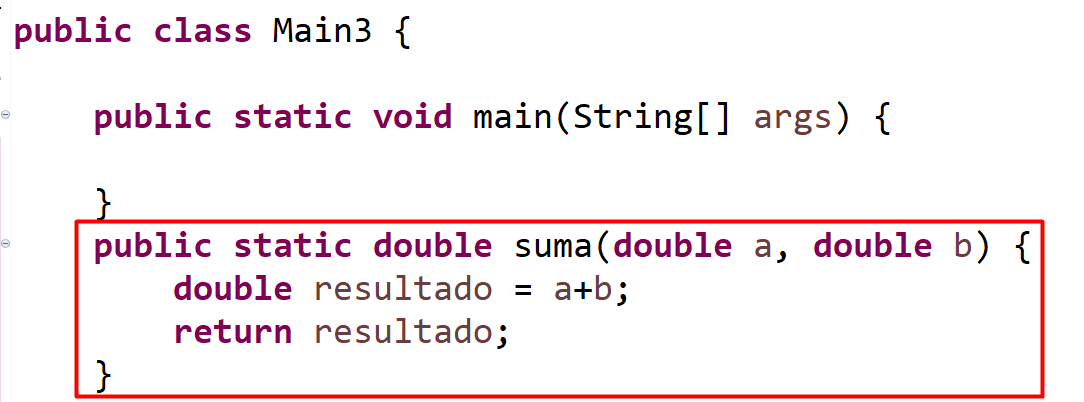 public class Main3 {
public static void main(String[] args) {
}
public static double suma(double a, double b) {
double resultado = a+b;
return resultado;
}